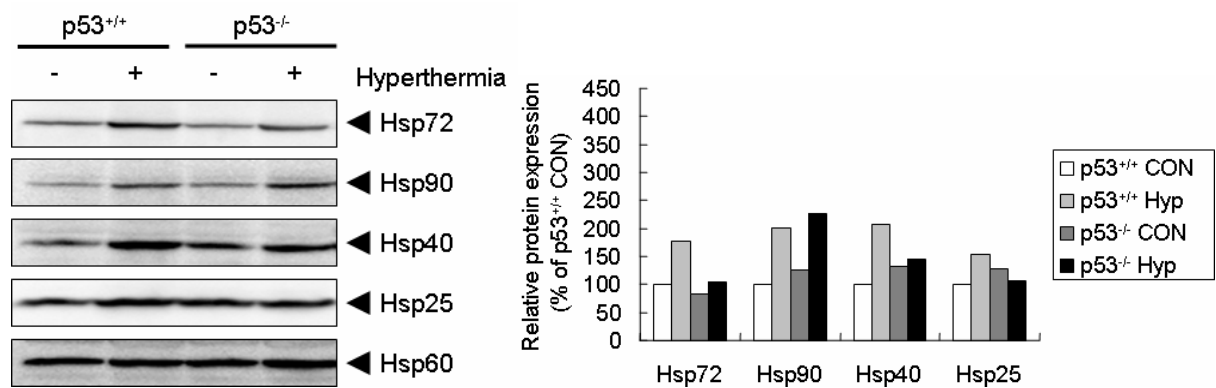 p53+/+ p53-/-
- + - + Hyperthermia
◄ Hsp72
◄ Hsp90
◄ Hsp40
◄ Hsp25
◄ Hsp60
Relative protein expression
(% of p53+/+ CON)
450
400
350
300
250
200
150
100
50
0
Hsp72 Hsp90 Hsp40 Hsp25
p53+/+ CON
p53+/+ Hyp
p53-/- CON
p53-/- Hyp